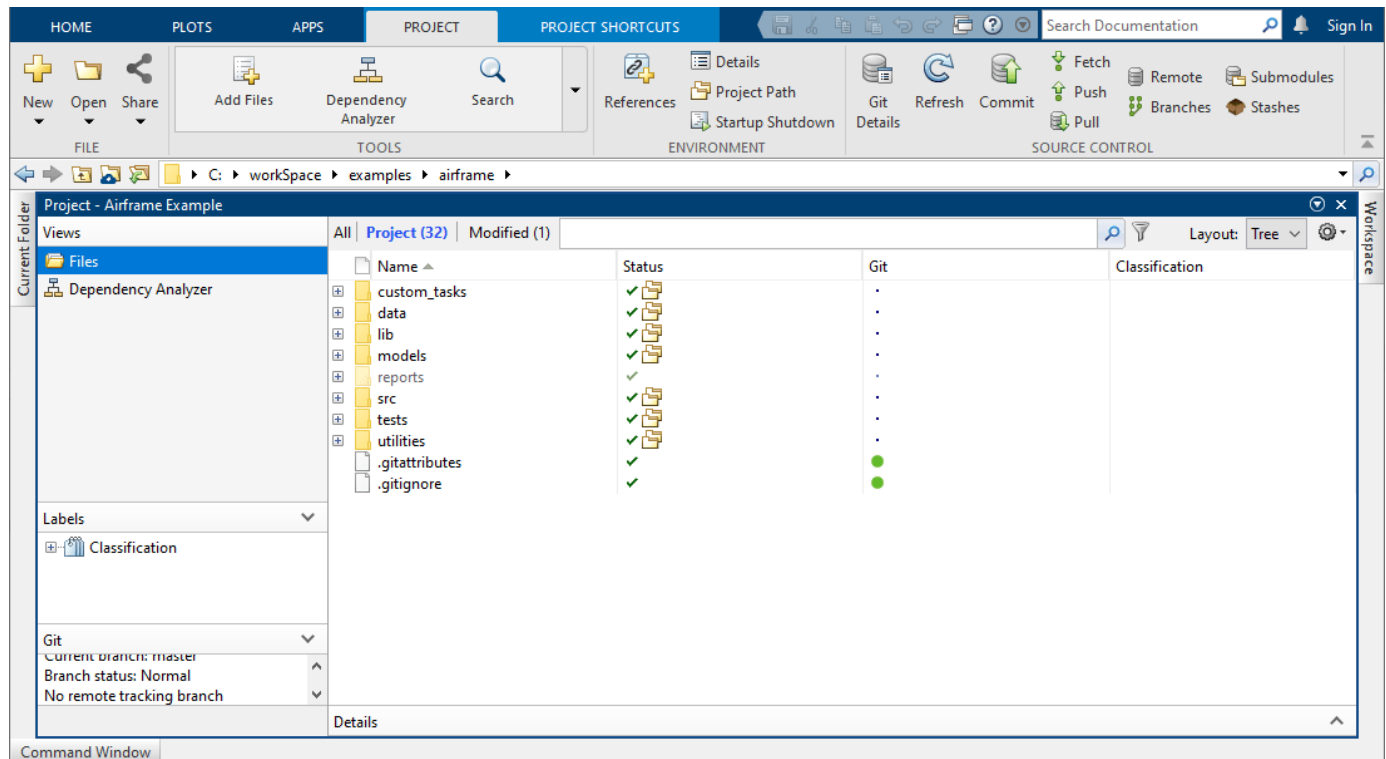 HOME PLOTS APPS PROJECT PROJECT SHORTCUTS Search Documentation Sign In
New Open Share Add Files Dependency Analyzer Search References Details Project Path Startup Shutdown Git Details Refresh Commit Fetch Push Pull Remote Branches Submodules Stashes
FILE TOOLS ENVIRONMENT SOURCE CONTROL
C: workSpace examples airframe
Current Folder
Project - Airframe Example
Workspace
Views
All Project (32) Modified (1) Layout: Tree
Files
Dependency Analyzer
Name Status Git Classification
custom_tasks
data
lib
models
reports
src
tests
utilities
.gitattributes
.gitignore
Labels
Classification
Git
Current branch: master
Branch status: Normal
No remote tracking branch
Details
Command Window